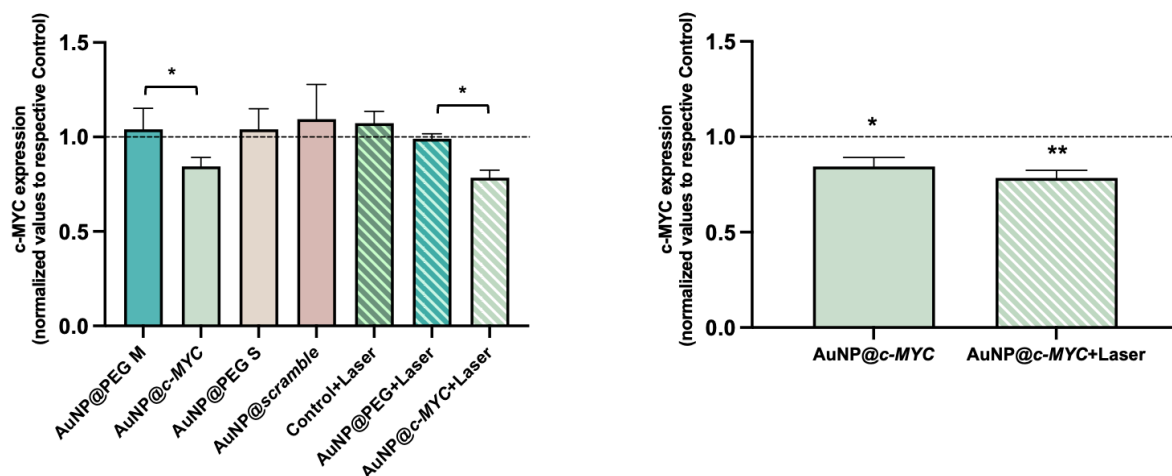 c-MYC expression
(normalized values to respective Control)
1.5
1.0
0.5
0.0
*
*
AuNP@PEG M
AuNP@c-MYC
AuNP@PEG S
AuNP@scramble
Control+Laser
AuNP@PEG+Laser
AuNP@c-MYC+Laser
c-MYC expression
(normalized values to respective Control)
1.5
1.0
0.5
0.0
*
**
AuNP@c-MYC
AuNP@c-MYC+Laser